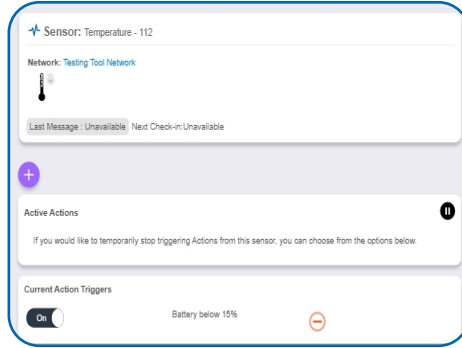 Sensor: Temperature - 112
Network: Testing Tool Network
Last Message : Unavailable Next Check-in:Unavailable
Active Actions
If you would like to temporarily stop triggering Actions from this sensor, you can choose from the options below.
Current Action Triggers
On Battery below 15%